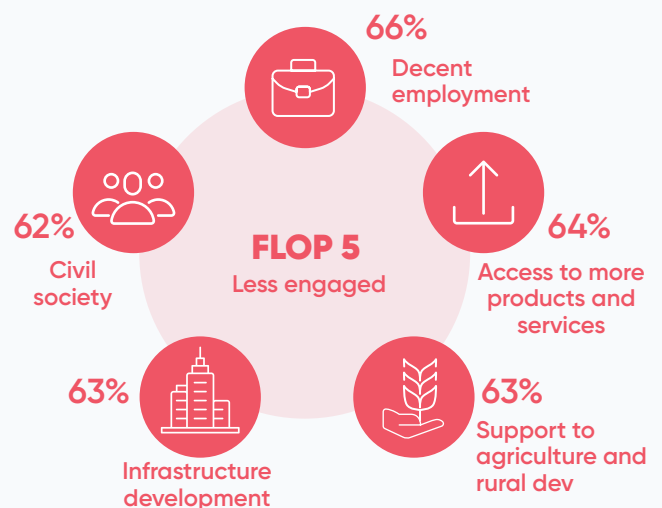 66%
Decent
employment
64%
Access to more
products and
services
63%
Support to
agriculture and
rural dev
63%
Infrastructure
development
62%
Civil
society
FLOP 5
Less engaged